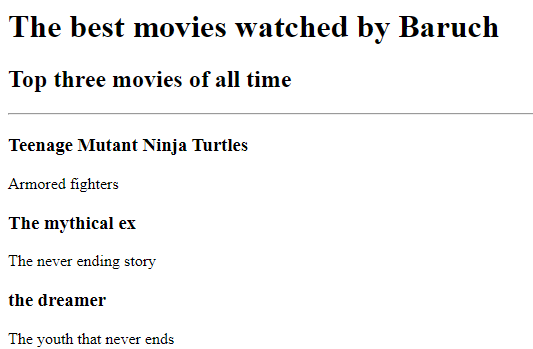 The best movies watched by Baruch
Top three movies of all time
Teenage Mutant Ninja Turtles
Armored fighters
The mythical ex
The never ending story
the dreamer
The youth that never ends